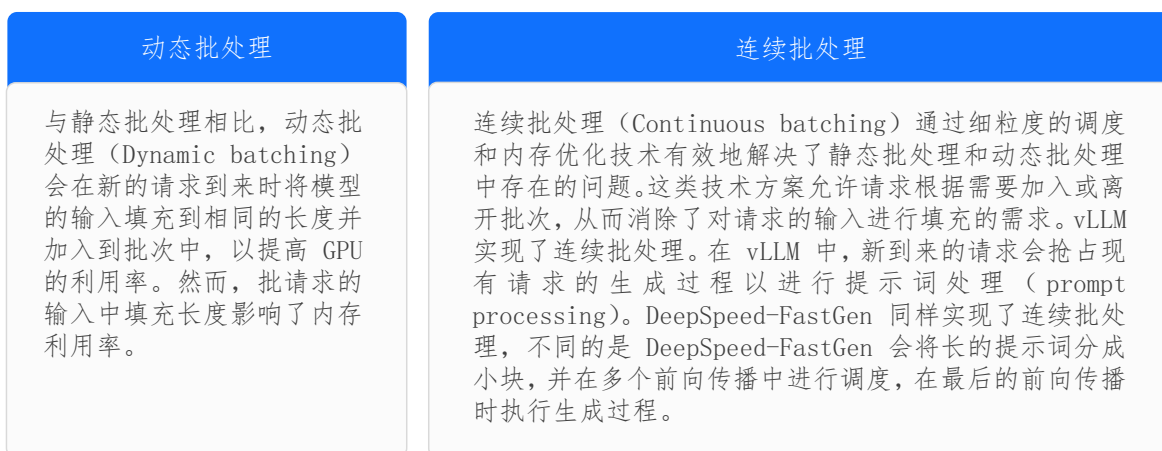 动态批处理
与静态批处理相比，动态批
处理（Dynamic batching）
会在新的请求到来时将模型
的输入填充到相同的长度并
加入到批次中，以提高 GPU
的利用率。然而，批请求的
输入中填充长度影响了内存
利用率。
连续批处理
连续批处理（Continuous batching）通过细粒度的调度
和内存优化技术有效地解决了静态批处理和动态批处理
中存在的问题。这类技术方案允许请求根据需要加入或离
开批次，从而消除了对请求的输入进行填充的需求。vLLM
实现了连续批处理。在 vLLM 中，新到来的请求会抢占现
有请求的生成过程以进行提示词处理（prompt
processing）。DeepSpeed-FastGen 同样实现了连续批处
理，不同的是 DeepSpeed-FastGen 会将长的提示词分成
小块，并在多个前向传播中进行调度，在最后的前向传播
时执行生成过程。